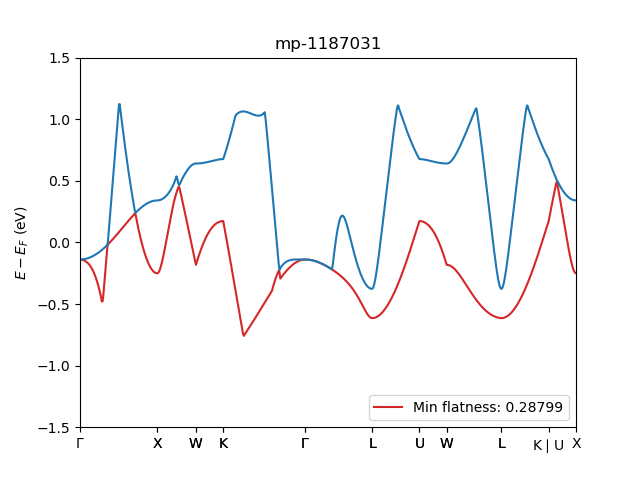 mp-1187031
E − E_F (eV)
1.5
1.0
0.5
0.0
−0.5
−1.0
−1.5
Min flatness: 0.28799
Γ X W K Γ L U W L K | U X